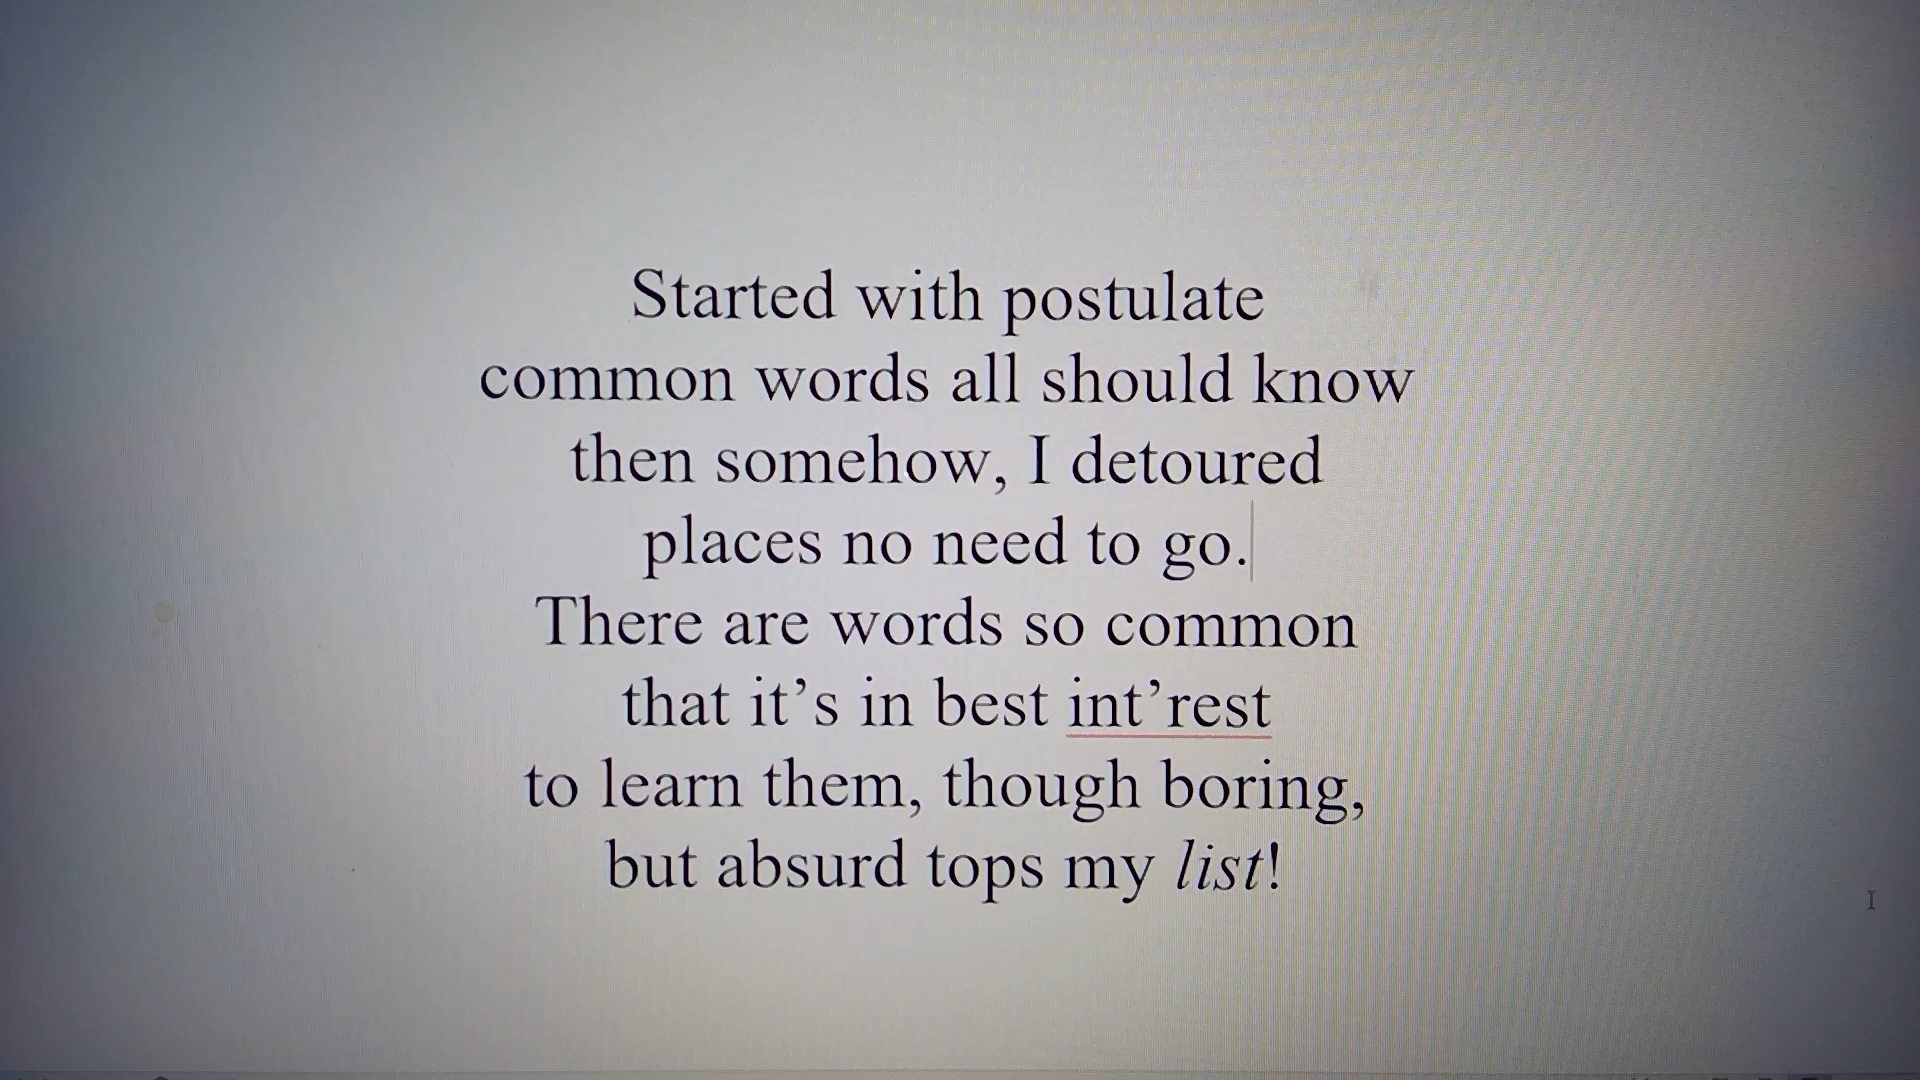 Started with postulate
common words all should know
then somehow, I detoured
places no need to go.
There are words so common
that it’s in best int’rest
to learn them, though boring,
but absurd tops my list!